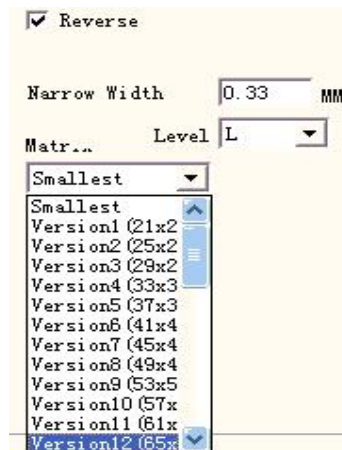 Reverse
Narrow Width 0.33 MM
Level L
Matr...
Smallest
Smallest
Version1 (21x2
Version2 (25x2
Version3 (29x2
Version4 (33x3
Version5 (37x3
Version6 (41x4
Version7 (45x4
Version8 (49x4
Version9 (53x5
Version10 (57x
Version11 (61x
Version12 (65x